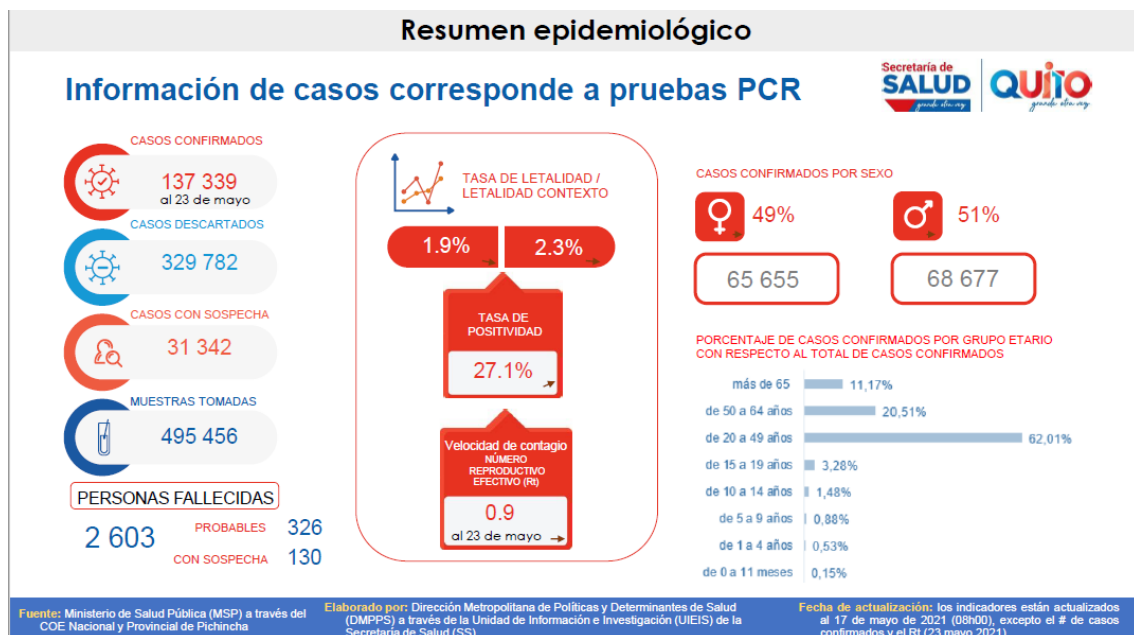 Resumen epidemiológico
Información de casos corresponde a pruebas PCR
Secretaría de
SALUD
grande otra vez
QUITO
grande otra vez
CASOS CONFIRMADOS
137 339
al 23 de mayo
CASOS DESCARTADOS
329 782
CASOS CON SOSPECHA
31 342
MUESTRAS TOMADAS
495 456
PERSONAS FALLECIDAS
2 603
PROBABLES 326
CON SOSPECHA 130
TASA DE LETALIDAD /
LETALIDAD CONTEXTO
1.9%
2.3%
TASA DE
POSITIVIDAD
27.1%
Velocidad de contagio
NÚMERO
REPRODUCTIVO
EFECTIVO (Rt)
0.9
al 23 de mayo
CASOS CONFIRMADOS POR SEXO
49%
51%
65 655
68 677
PORCENTAJE DE CASOS CONFIRMADOS POR GRUPO ETARIO
CON RESPECTO AL TOTAL DE CASOS CONFIRMADOS
más de 65 11,17%
de 50 a 64 años 20,51%
de 20 a 49 años 62,01%
de 15 a 19 años 3,28%
de 10 a 14 años 1,48%
de 5 a 9 años 0,88%
de 1 a 4 años 0,53%
de 0 a 11 meses 0,15%
Fuente: Ministerio de Salud Pública (MSP) a través del
COE Nacional y Provincial de Pichincha
Elaborado por: Dirección Metropolitana de Políticas y Determinantes de Salud
(DMPPS) a través de la Unidad de Información e Investigación (UIEIS) de la
Secretaría de Salud (SS)
Fecha de actualización: los indicadores están actualizados
al 17 de mayo de 2021 (08h00), excepto el # de casos
confirmados y el Rt (23 mayo 2021)